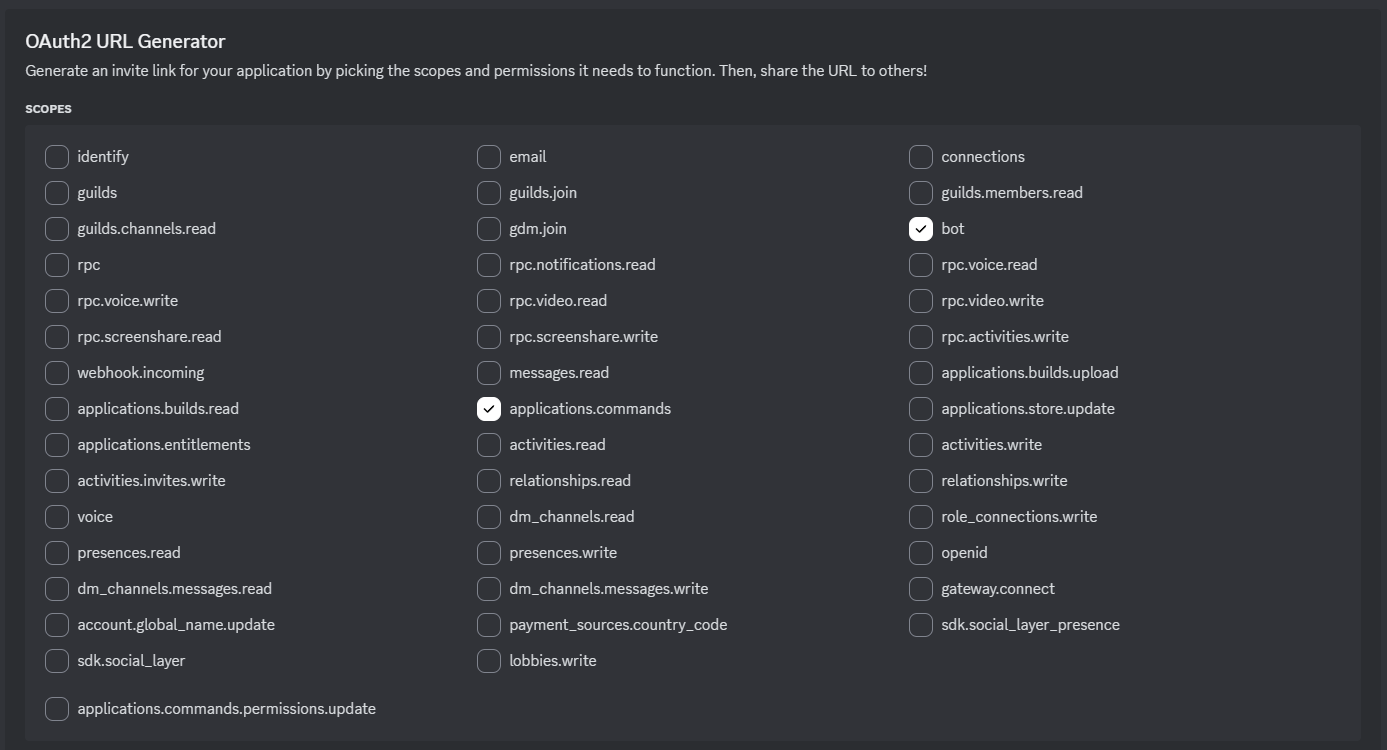 OAuth2 URL Generator
Generate an invite link for your application by picking the scopes and permissions it needs to function. Then, share the URL to others!
SCOPES
identify email connections
guilds guilds.join guilds.members.read
guilds.channels.read gdm.join bot
rpc rpc.notifications.read rpc.voice.read
rpc.voice.write rpc.video.read rpc.video.write
rpc.screenshare.read rpc.screenshare.write rpc.activities.write
webhook.incoming messages.read applications.builds.upload
applications.builds.read applications.commands applications.store.update
applications.entitlements activities.read activities.write
activities.invites.write relationships.read relationships.write
voice dm_channels.read role_connections.write
presences.read presences.write openid
dm_channels.messages.read dm_channels.messages.write gateway.connect
account.global_name.update payment_sources.country_code sdk.social_layer_presence
sdk.social_layer lobbies.write
applications.commands.permissions.update